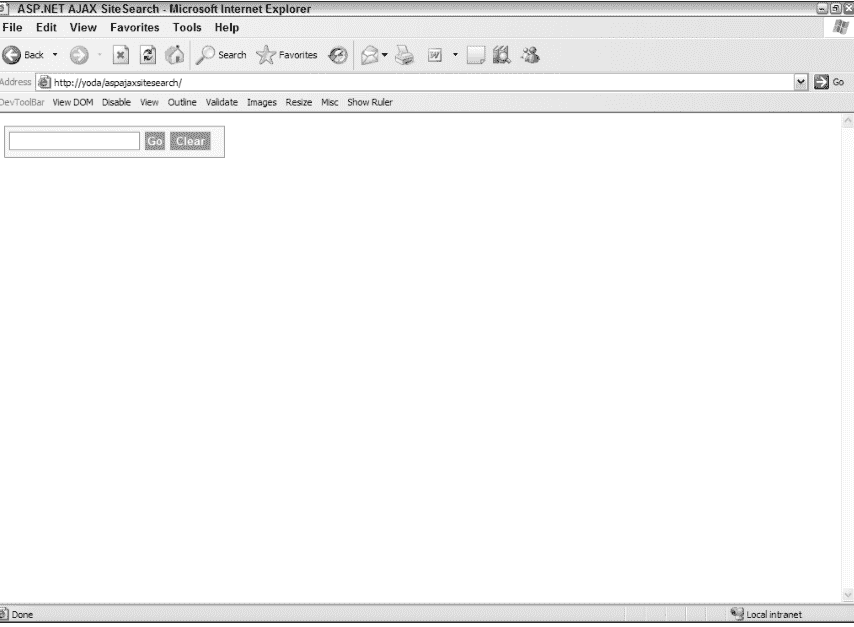 ASP.NET AJAX SiteSearch - Microsoft Internet Explorer
File Edit View Favorites Tools Help
Back Search Favorites W
Address http://yoda/aspajaxsitesearch/ Go
DevToolBar View DOM Disable View Outline Validate Images Resize Misc Show Ruler
Go Clear
Done Local intranet